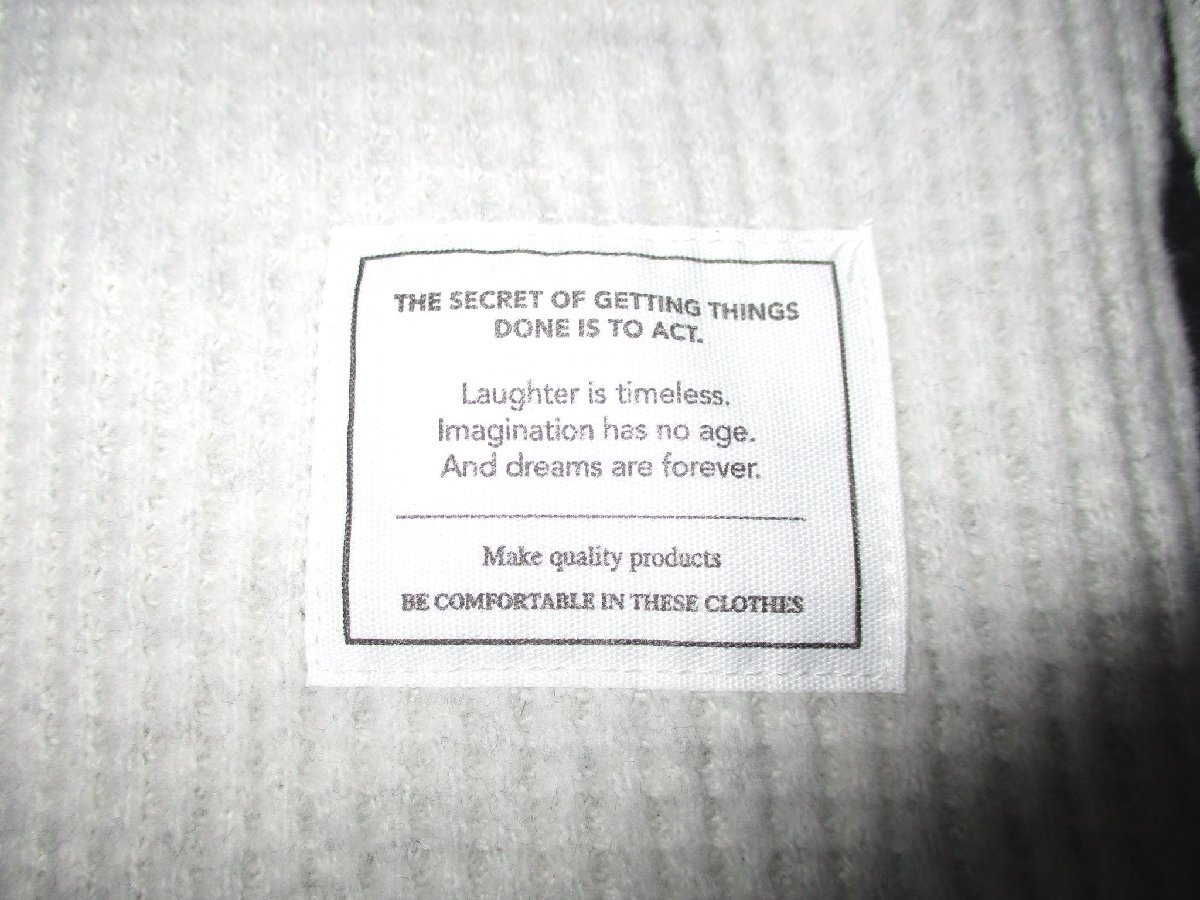 THE SECRET OF GETTING THINGS
DONE IS TO ACT.
Laughter is timeless.
Imagination has no age.
And dreams are forever.
Make quality products
BE COMFORTABLE IN THESE CLOTHES